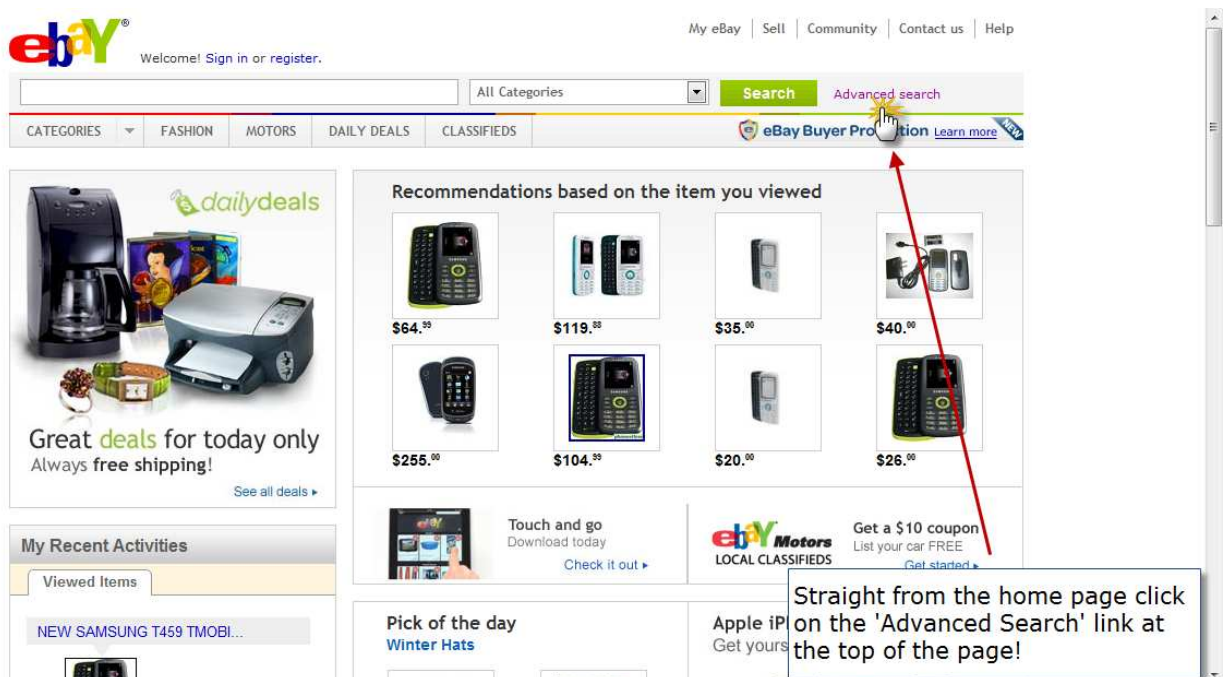 ebay®
My eBay | Sell | Community | Contact us | Help
Welcome! Sign in or register.
All Categories
Search
Advanced search
CATEGORIES FASHION MOTORS DAILY DEALS CLASSIFIEDS
eBay Buyer Protection Learn more NEW
dailydeals
Great deals for today only
Always free shipping!
See all deals
Recommendations based on the item you viewed
$64.99 $119.88 $35.00 $40.00
$255.00 $104.99 $20.00 $26.00
Touch and go
Download today
Check it out
ebay Motors
LOCAL CLASSIFIEDS
Get a $10 coupon
List your car FREE
Get started
My Recent Activities
Viewed Items
NEW SAMSUNG T459 TMOBI...
Pick of the day
Winter Hats
Apple
Get yours
Straight from the home page click
on the 'Advanced Search' link at
the top of the page!